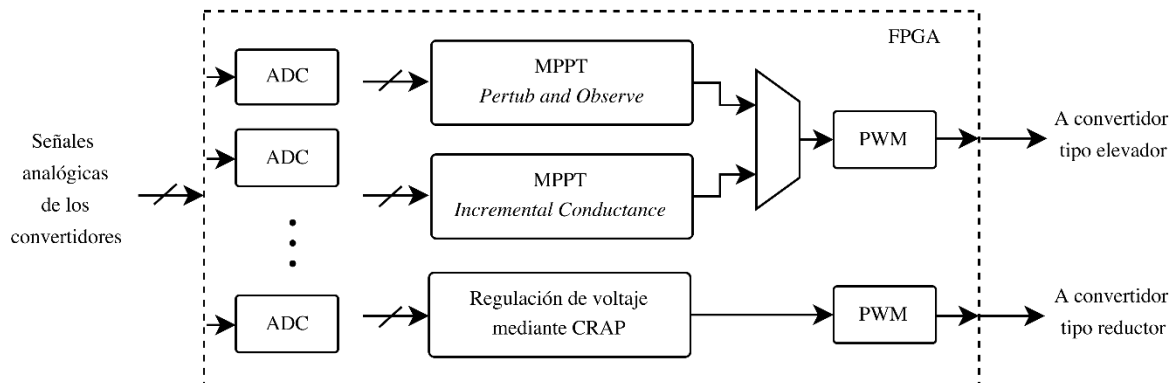 FPGA
ADC
MPPT
Pertub and Observe
Señales
analógicas
de los
convertidores
ADC
PWM
A convertidor
tipo elevador
MPPT
Incremental Conductance
ADC
Regulación de voltaje
mediante CRAP
PWM
A convertidor
tipo reductor